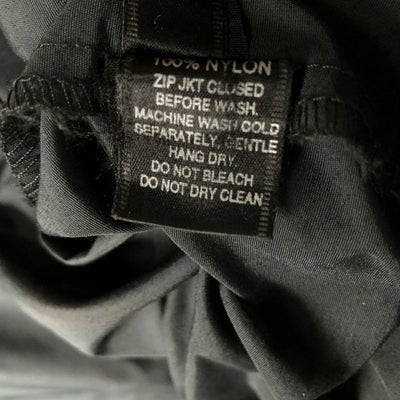 100% NYLON
ZIP JKT CLOSED
BEFORE WASH.
MACHINE WASH COLD
SEPARATELY, GENTLE
HANG DRY.
DO NOT BLEACH
DO NOT DRY CLEAN